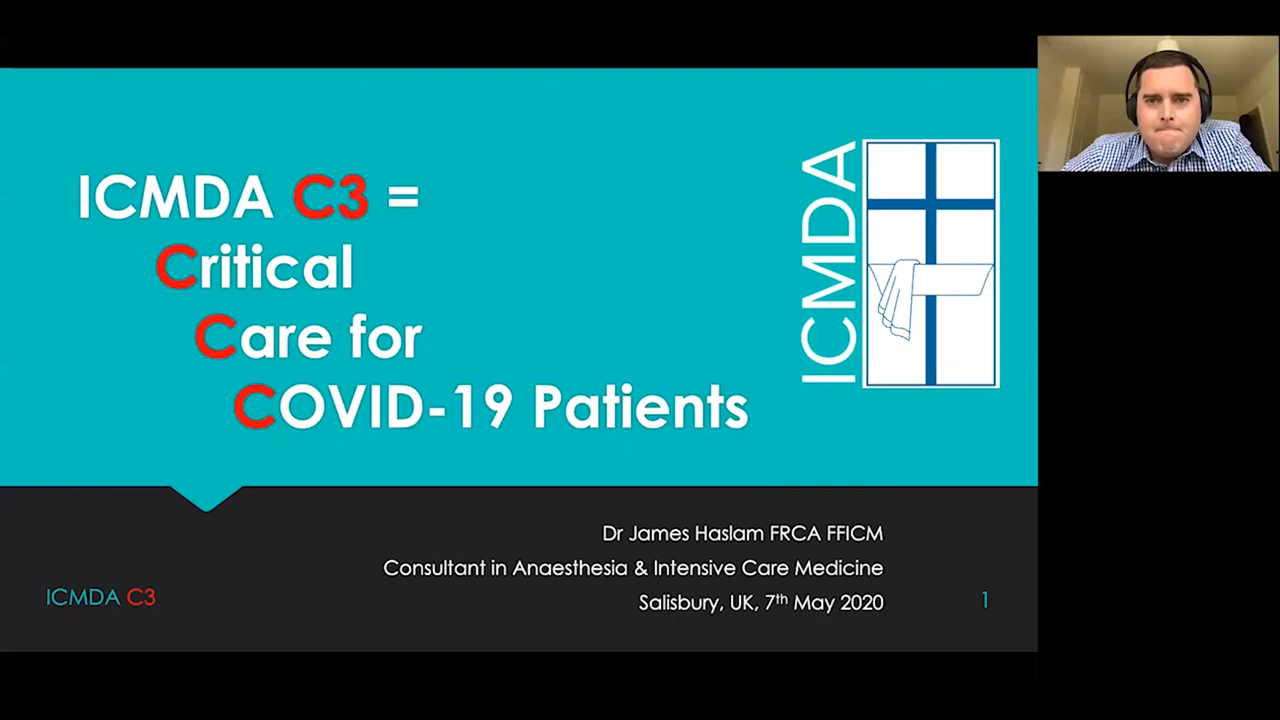 ICMDA C3 =
Critical
Care for
COVID-19 Patients
ICMDA
Dr James Haslam FRCA FFICM
Consultant in Anaesthesia & Intensive Care Medicine
Salisbury, UK, 7th May 2020
ICMDA C3
1